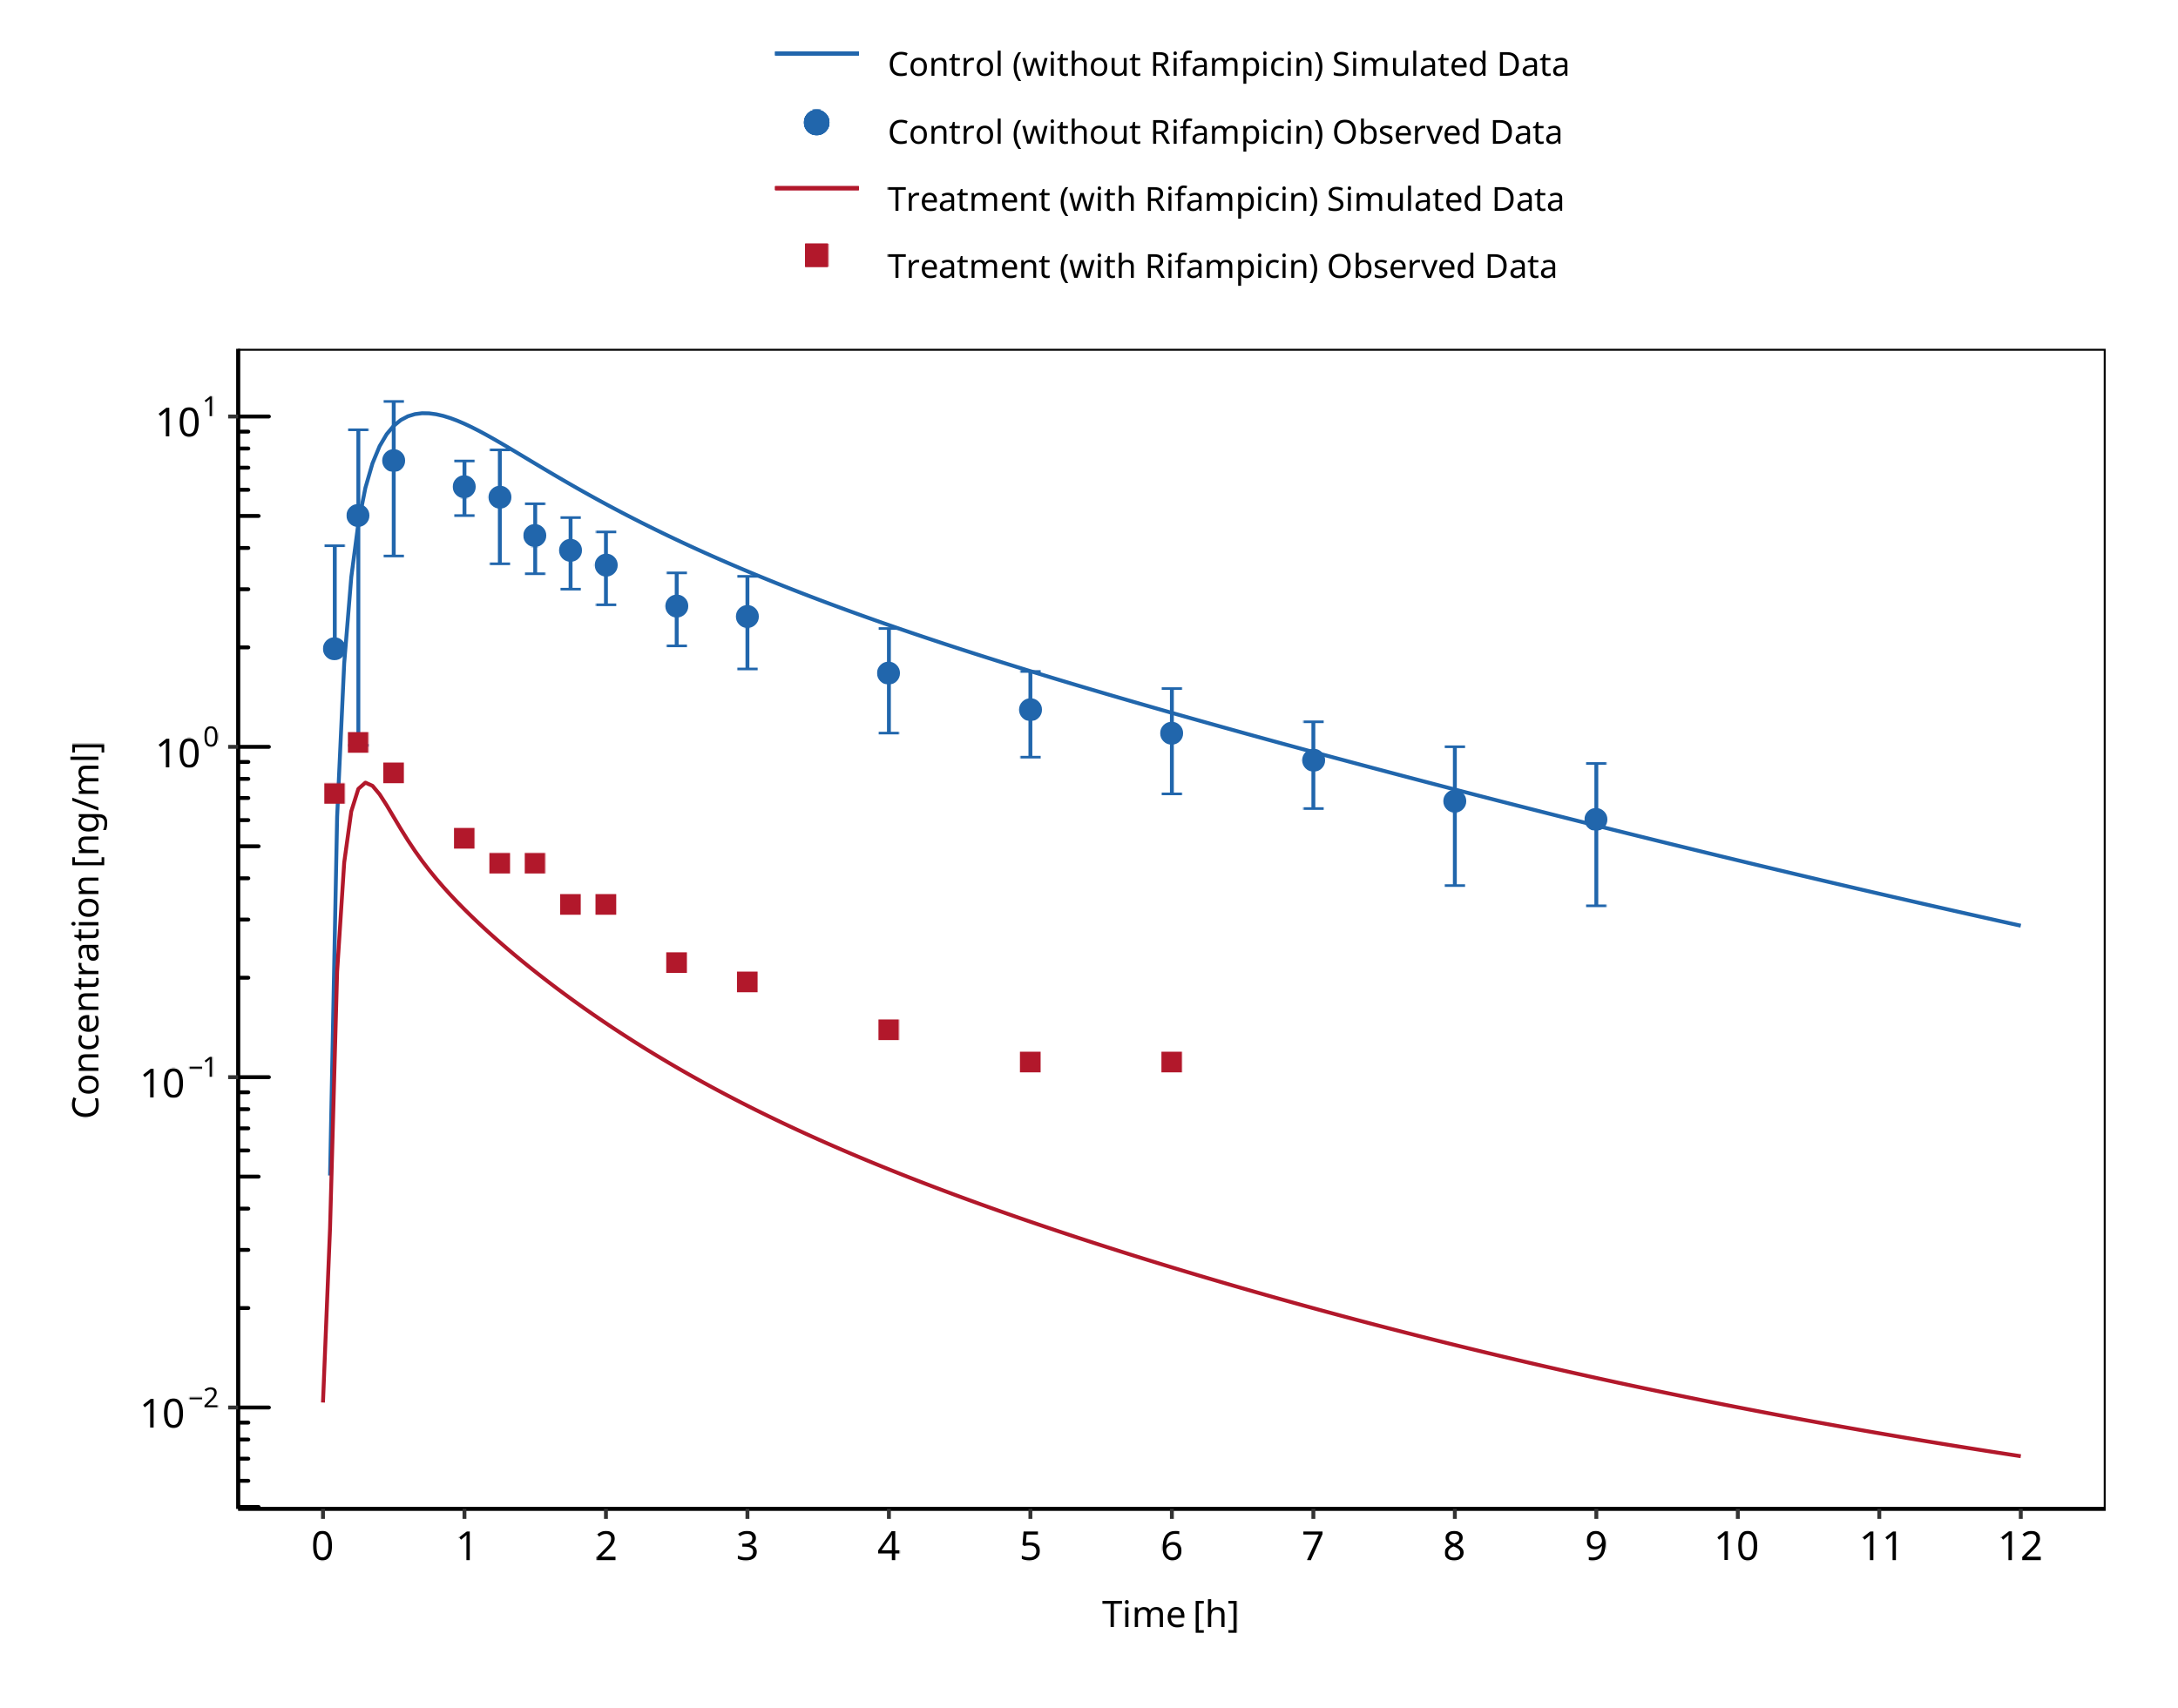 Control (without Rifampicin) Simulated Data
Control (without Rifampicin) Observed Data
Treatment (with Rifampicin) Simulated Data
Treatment (with Rifampicin) Observed Data
10¹
10⁰
10⁻¹
10⁻²
Concentration [ng/ml]
0 1 2 3 4 5 6 7 8 9 10 11 12
Time [h]